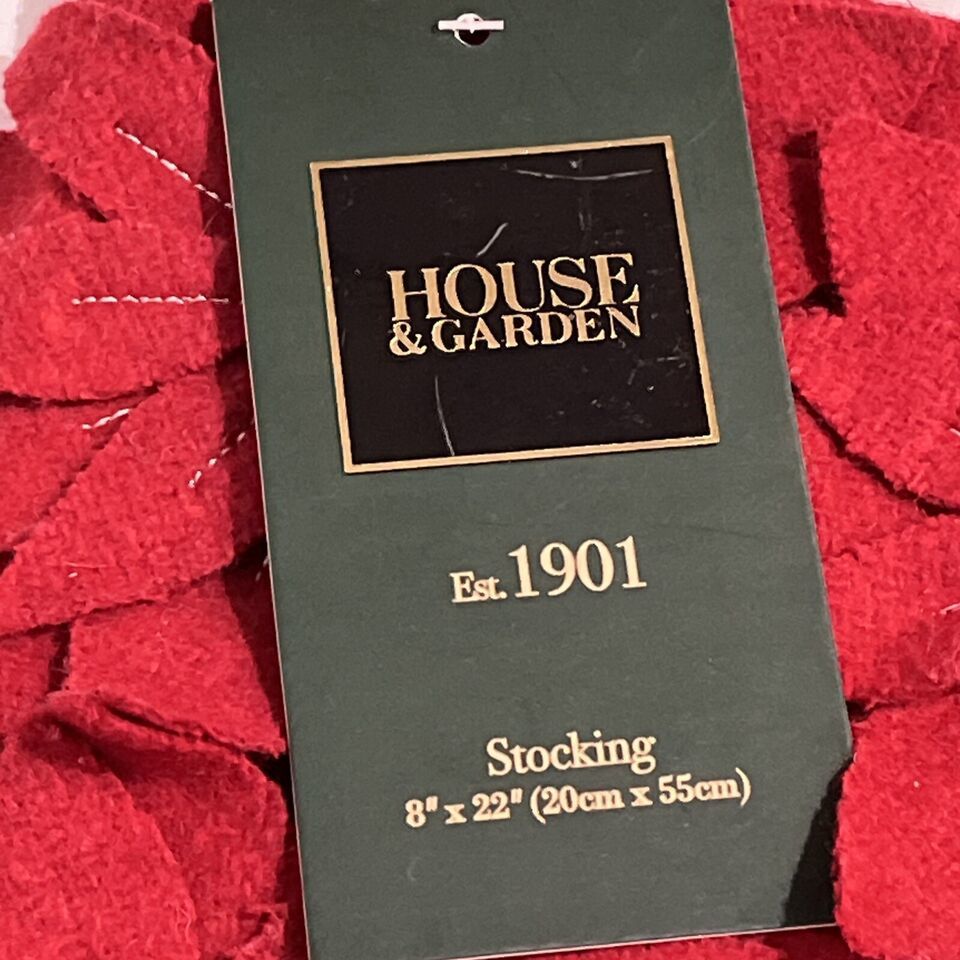 HOUSE
& GARDEN
Est. 1901
Stocking
8" x 22" (20cm x 55cm)